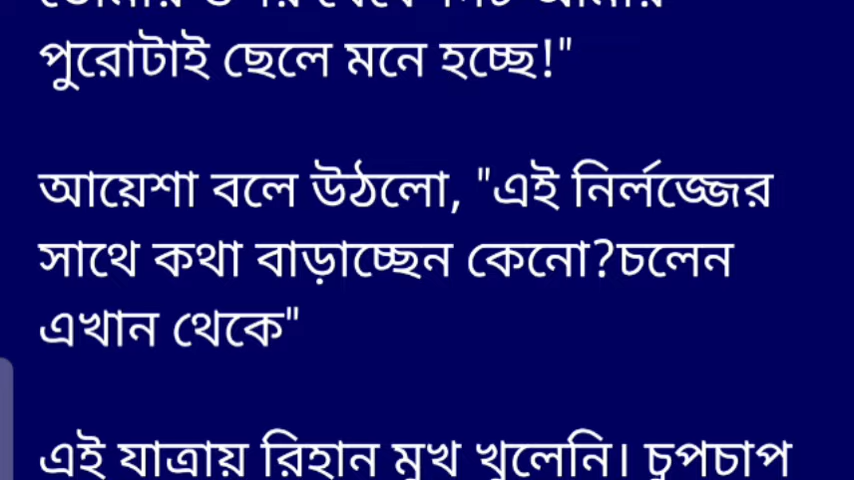 পুরোটাই ছেলে মনে হচ্ছে!"
আয়েশা বলে উঠলো, "এই নির্লজ্জের
সাথে কথা বাড়াচ্ছেন কেনো?চলেন
এখান থেকে"
এই যাত্রায় রিহান মুখ খুলেনি। চুপচাপ